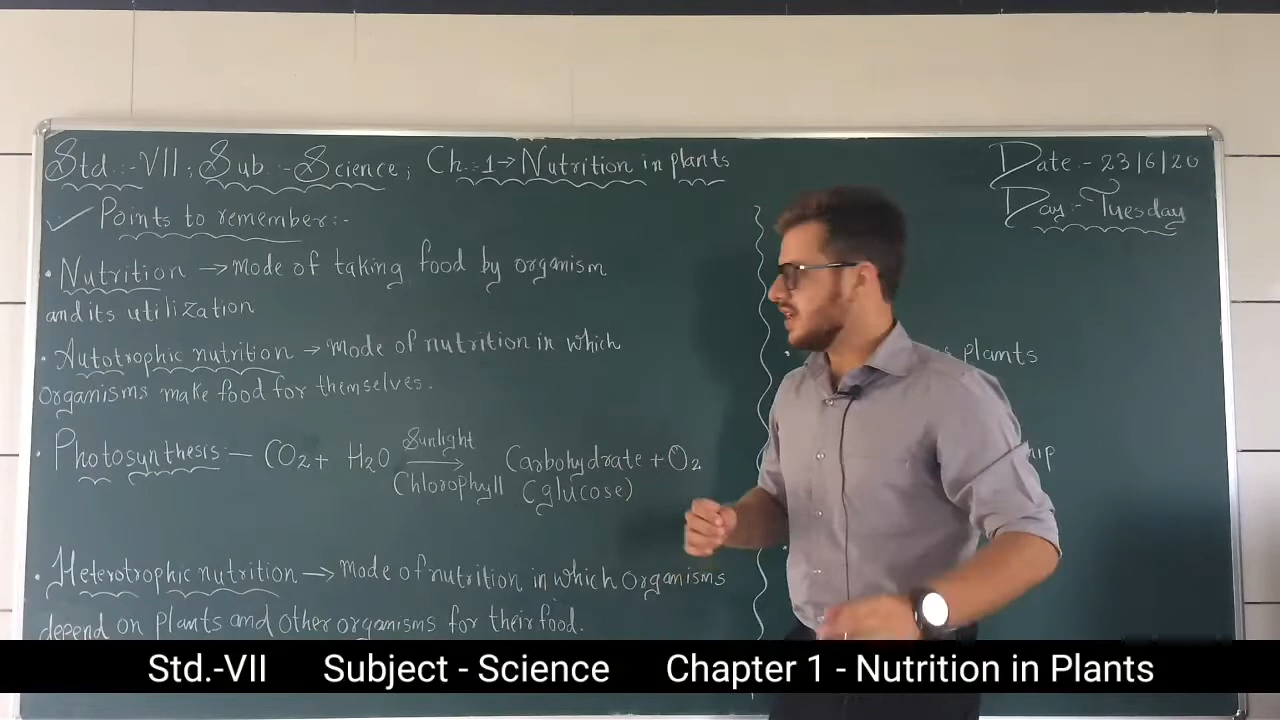 Std.:-VII; Sub.:-Science; Ch.:1→Nutrition in plants
Date:- 23/6/20
Day:- Tuesday
✓ Points to remember:-
• Nutrition → mode of taking food by organism
and its utilization
• Autotrophic nutrition → mode of nutrition in which
Organisms make food for themselves.
• Photosynthesis — CO2 + H2O Sunlight → Chlorophyll Carbohydrate + O2
(glucose)
• Heterotrophic nutrition → Mode of nutrition in which Organisms
depend on plants and other organisms for their food.
plants
Std.-VII Subject - Science Chapter 1 - Nutrition in Plants